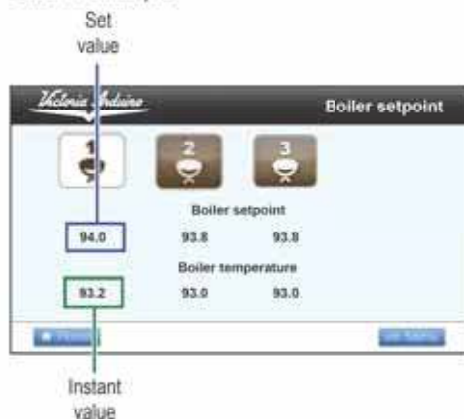 Set
value
Victoria Arduino
Boiler setpoint
1 2 3
Boiler setpoint
94.0 93.8 93.8
Boiler temperature
93.2 93.0 93.0
Instant
value